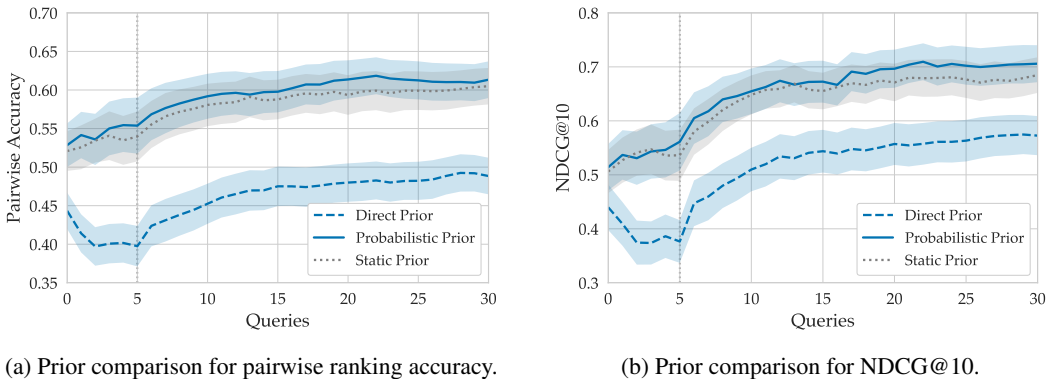 0.70
0.65
0.60
0.55
0.50
0.45
0.40
0.35
Pairwise Accuracy
0 5 10 15 20 25 30
Queries
Direct Prior
Probabilistic Prior
Static Prior
(a) Prior comparison for pairwise ranking accuracy.
0.8
0.7
0.6
0.5
0.4
0.3
NDCG@10
0 5 10 15 20 25 30
Queries
Direct Prior
Probabilistic Prior
Static Prior
(b) Prior comparison for NDCG@10.